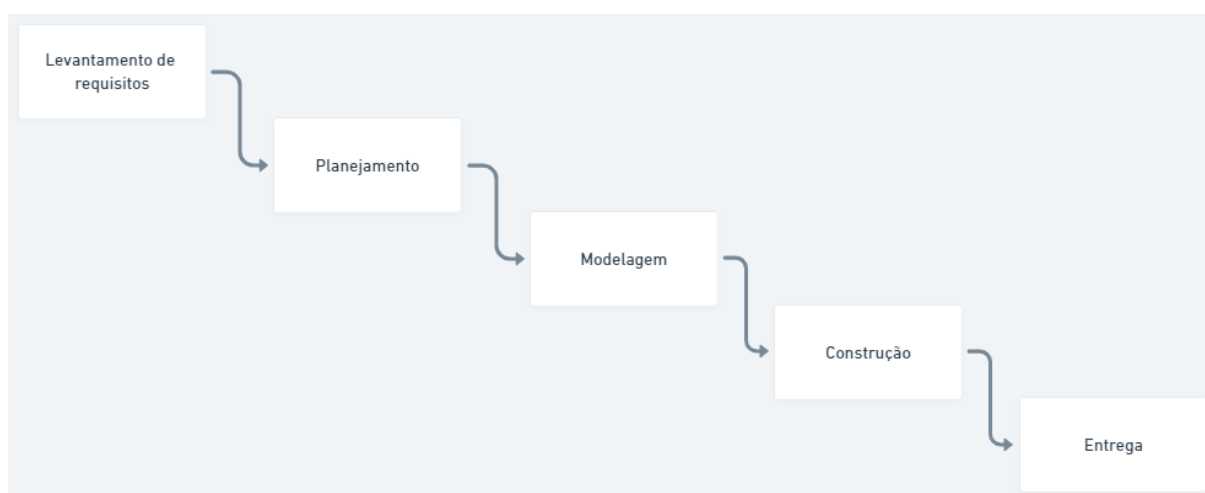 Levantamento de
requisitos
Planejamento
Modelagem
Construção
Entrega